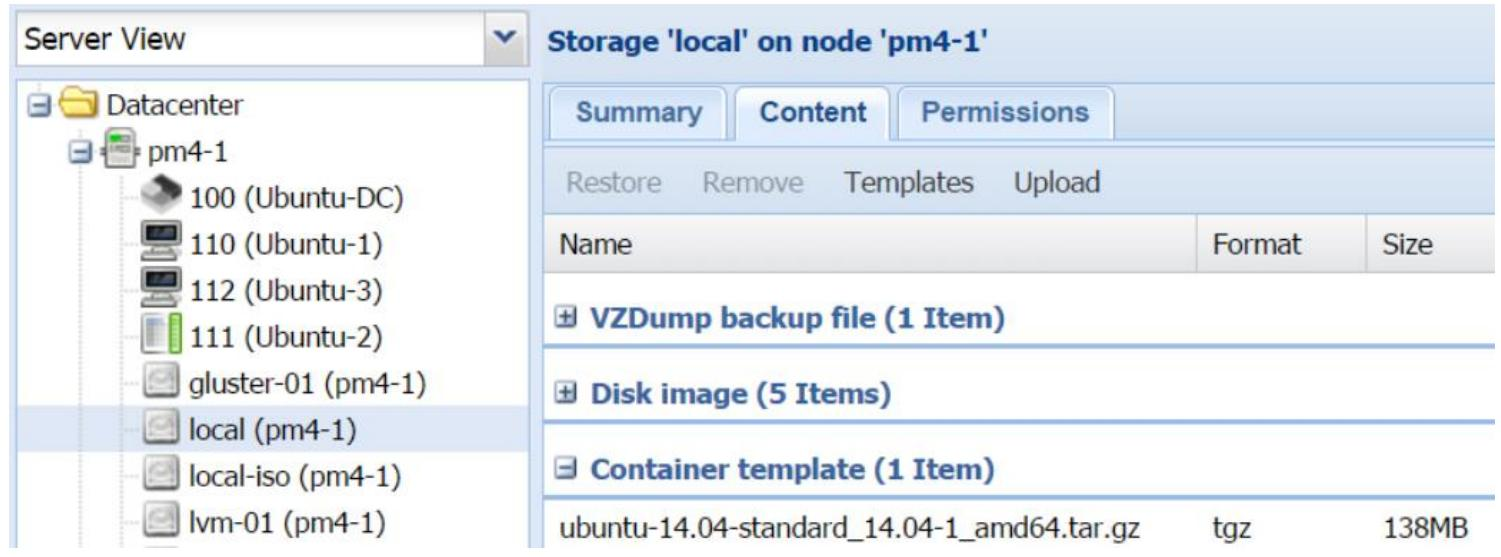 Server View
Datacenter
pm4-1
100 (Ubuntu-DC)
110 (Ubuntu-1)
112 (Ubuntu-3)
111 (Ubuntu-2)
gluster-01 (pm4-1)
local (pm4-1)
local-iso (pm4-1)
lvm-01 (pm4-1)
Storage 'local' on node 'pm4-1'
Summary Content Permissions
Restore Remove Templates Upload
Name Format Size
VZDump backup file (1 Item)
Disk image (5 Items)
Container template (1 Item)
ubuntu-14.04-standard_14.04-1_amd64.tar.gz tgz 138MB